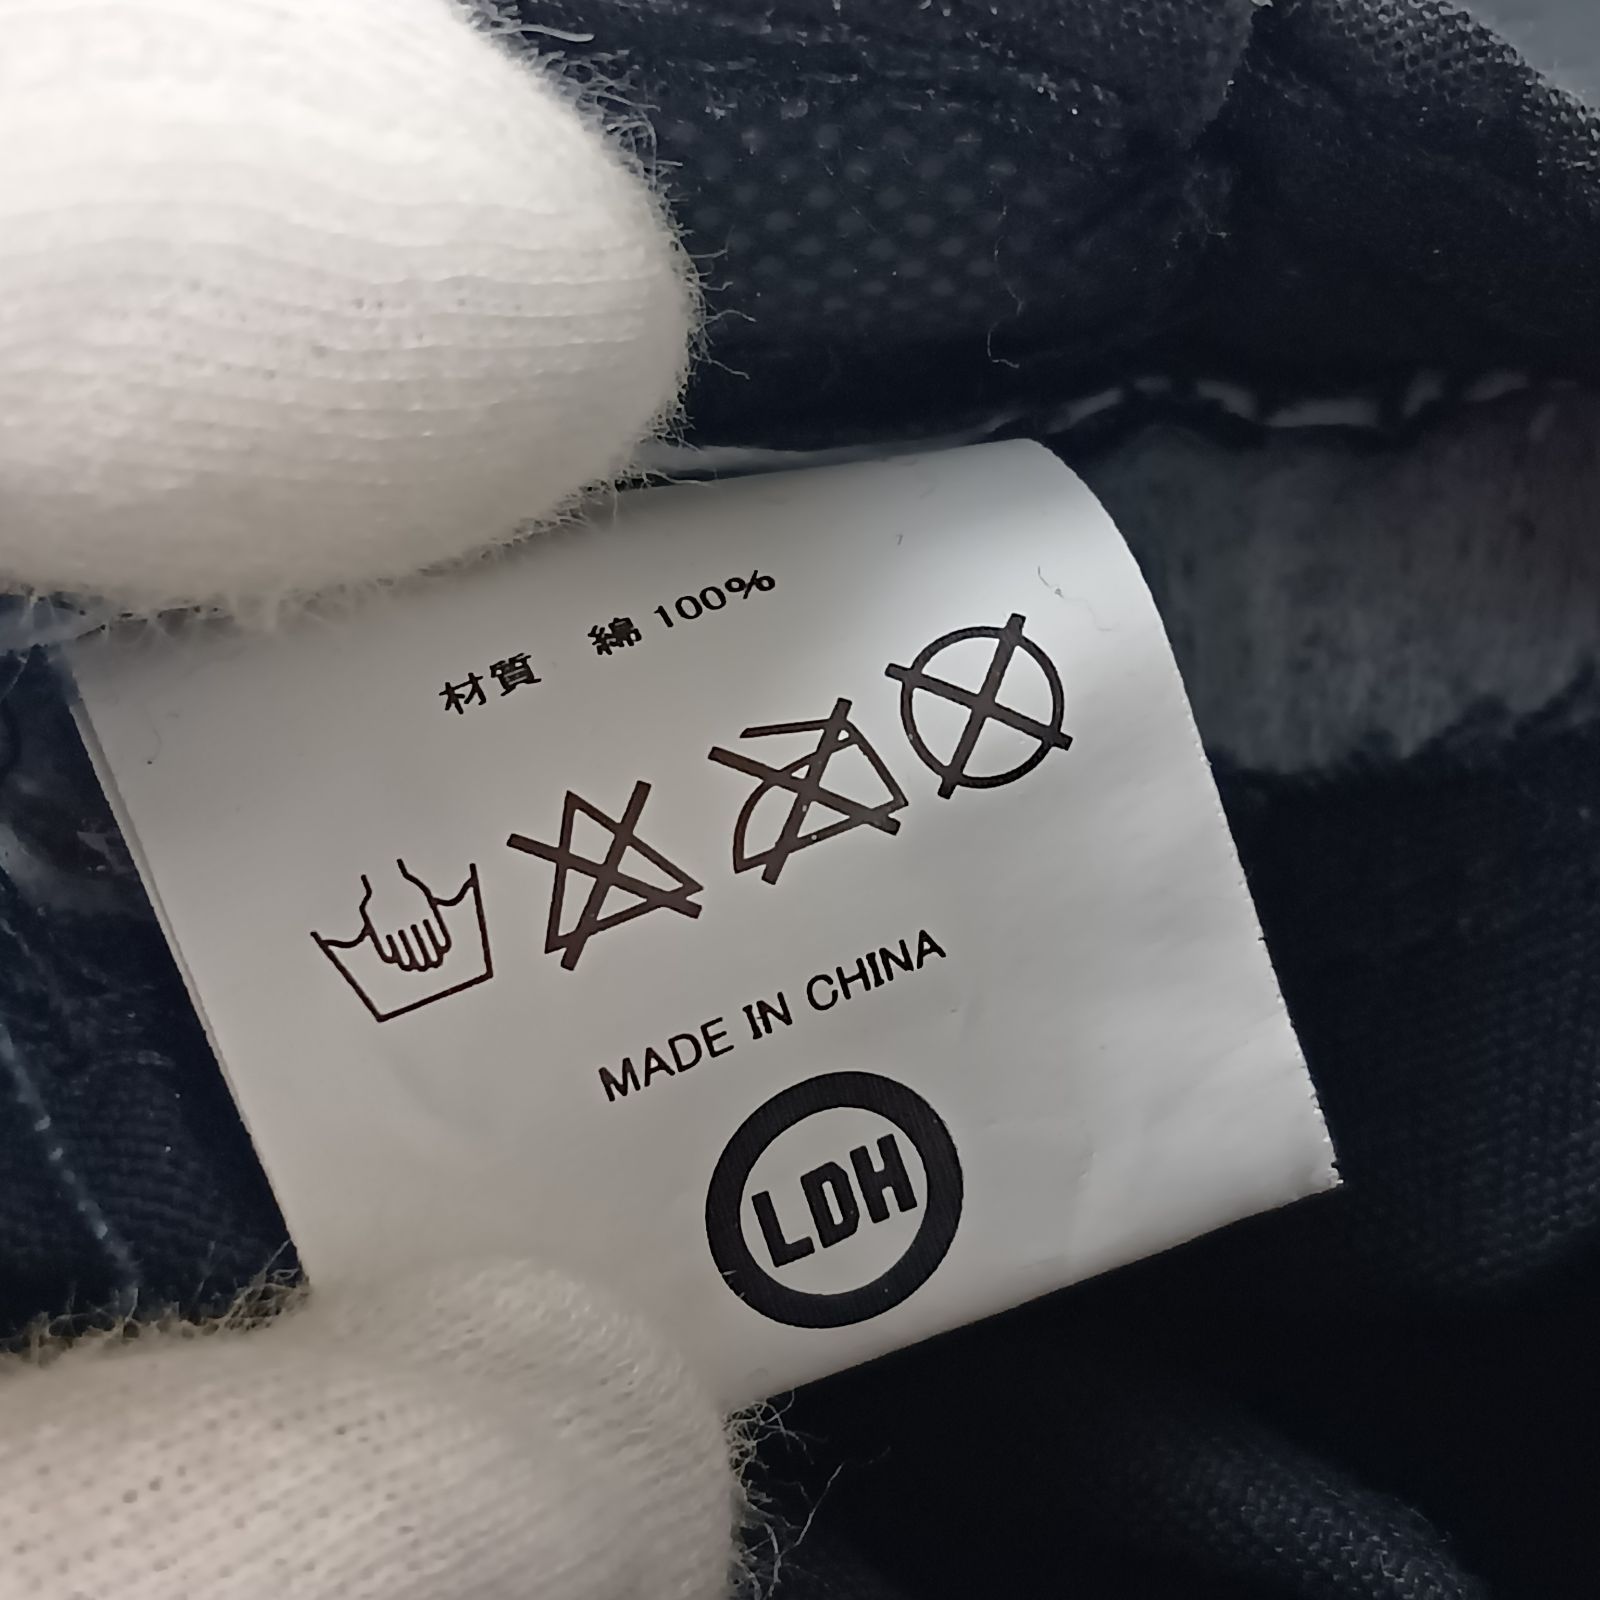 材質 綿 100%
MADE IN CHINA
LDH